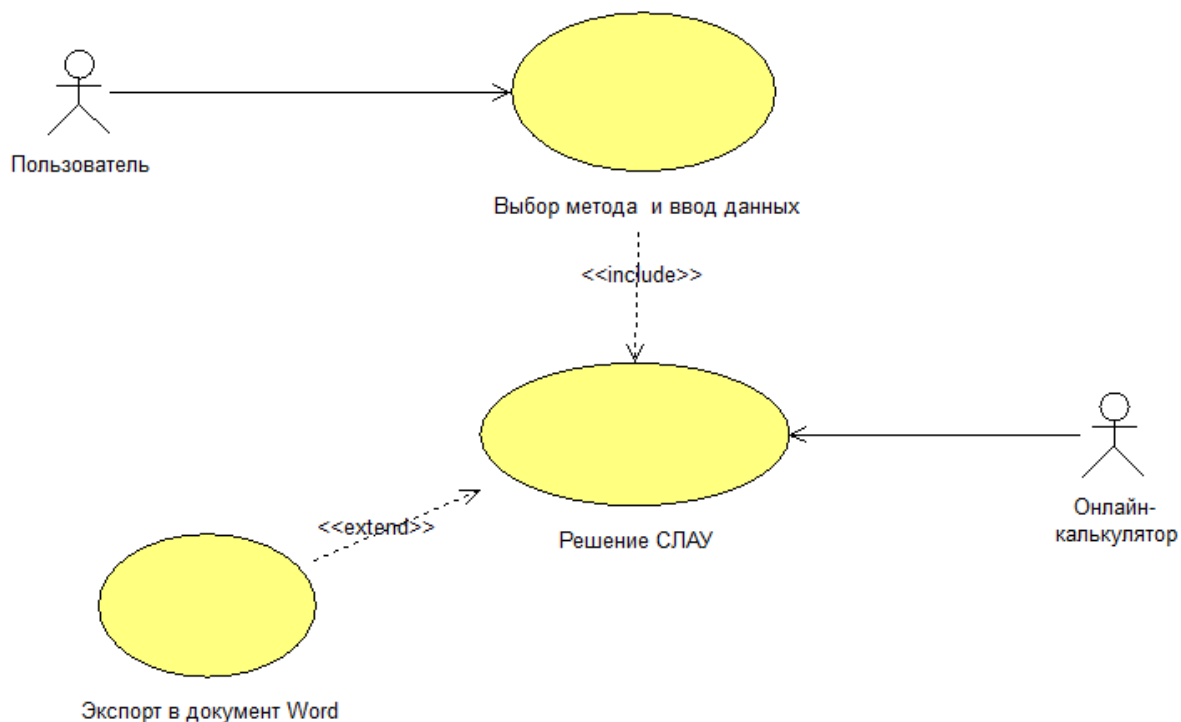 Пользователь
Выбор метода и ввод данных
<<include>>
Онлайн-
калькулятор
<<extend>>
Решение СЛАУ
Экспорт в документ Word